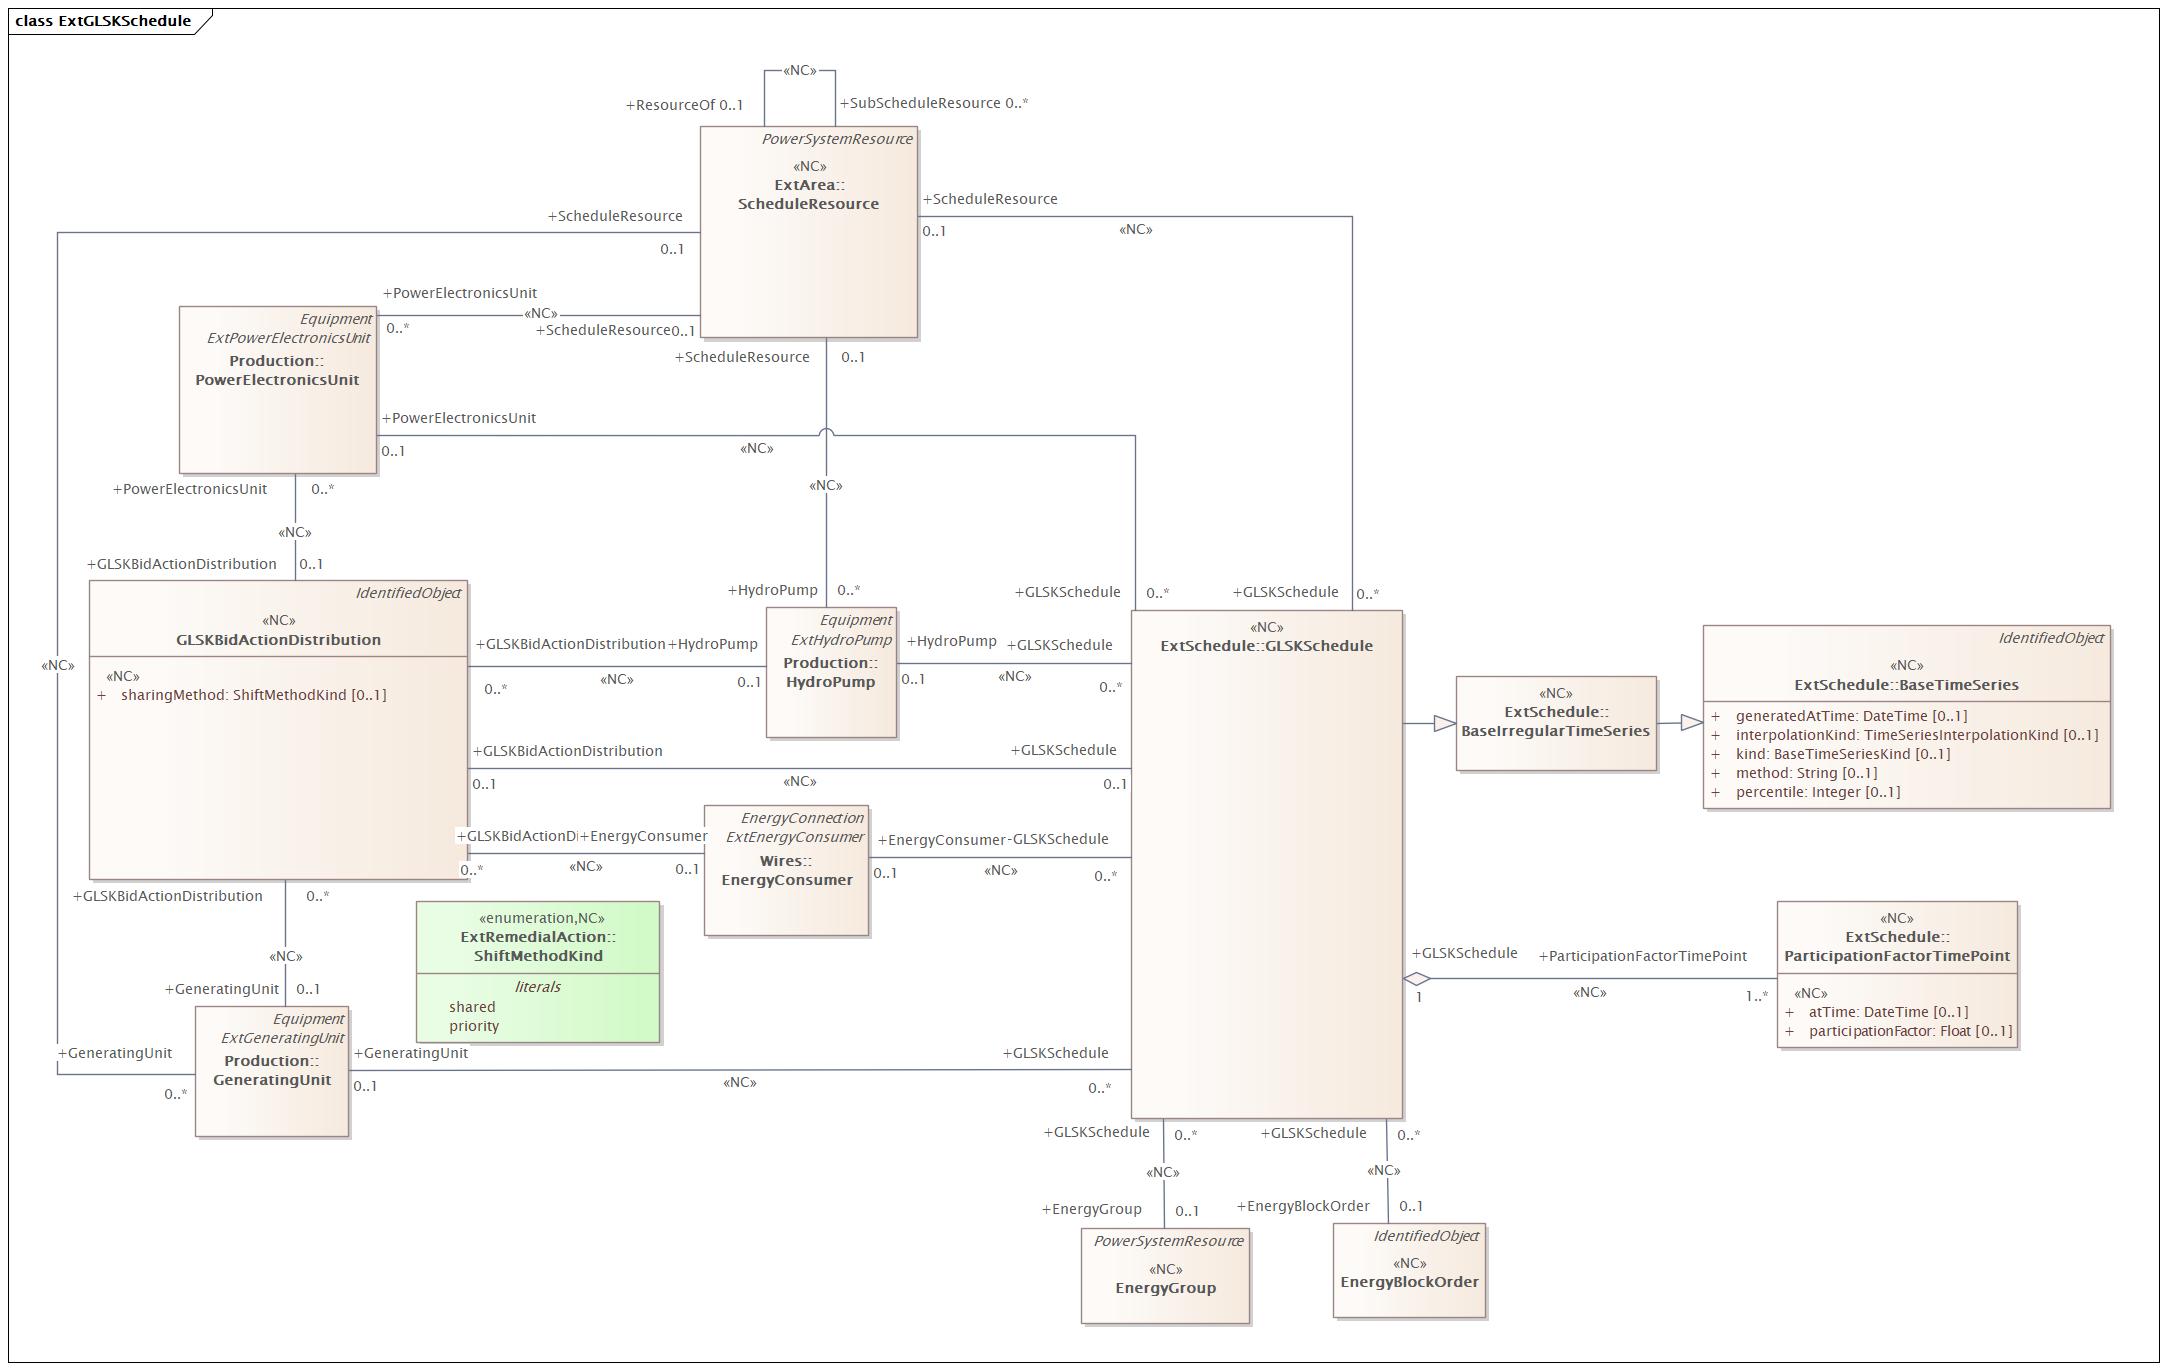 class ExtGLSKSchedule
«NC»
+ResourceOf 0..1
+SubScheduleResource 0..*
PowerSystemResource
«NC»
ExtArea::
ScheduleResource
+ScheduleResource
0..1
«NC»
+ScheduleResource
0..1
+PowerElectronicsUnit
0..*
«NC»
+ScheduleResource 0..1
Equipment
ExtPowerElectronicsUnit
Production::
PowerElectronicsUnit
+ScheduleResource
0..1
+PowerElectronicsUnit
0..1
«NC»
«NC»
+PowerElectronicsUnit
0..*
«NC»
+GLSKBidActionDistribution
0..1
+HydroPump
0..*
+GLSKSchedule
0..*
+GLSKSchedule
0..*
IdentifiedObject
«NC»
GLSKBidActionDistribution
«NC»
+ sharingMethod: ShiftMethodKind [0..1]
«NC»
+GLSKBidActionDistribution
+HydroPump
0..*
«NC»
0..1
Equipment
ExtHydroPump
Production::
HydroPump
+HydroPump
+GLSKSchedule
0..1
«NC»
0..*
«NC»
ExtSchedule::GLSKSchedule
«NC»
ExtSchedule::
BaseIrregularTimeSeries
IdentifiedObject
«NC»
ExtSchedule::BaseTimeSeries
+ generatedAtTime: DateTime [0..1]
+ interpolationKind: TimeSeriesInterpolationKind [0..1]
+ kind: BaseTimeSeriesKind [0..1]
+ method: String [0..1]
+ percentile: Integer [0..1]
+GLSKBidActionDistribution
+GLSKSchedule
0..1
«NC»
0..1
+GLSKBidActionDi
+EnergyConsumer
0..*
«NC»
0..1
EnergyConnection
ExtEnergyConsumer
Wires::
EnergyConsumer
+EnergyConsumer
-GLSKSchedule
0..1
«NC»
0..*
+GLSKBidActionDistribution
0..*
«NC»
+GeneratingUnit
0..1
«enumeration,NC»
ExtRemedialAction::
ShiftMethodKind
literals
shared
priority
+GLSKSchedule
+ParticipationFactorTimePoint
1
«NC»
1..*
«NC»
ExtSchedule::
ParticipationFactorTimePoint
«NC»
+ atTime: DateTime [0..1]
+ participationFactor: Float [0..1]
+GeneratingUnit
0..*
Equipment
ExtGeneratingUnit
Production::
GeneratingUnit
+GeneratingUnit
0..1
«NC»
+GLSKSchedule
0..*
+GLSKSchedule
0..*
«NC»
+EnergyGroup
0..1
+GLSKSchedule
0..*
«NC»
+EnergyBlockOrder
0..1
PowerSystemResource
«NC»
EnergyGroup
IdentifiedObject
«NC»
EnergyBlockOrder